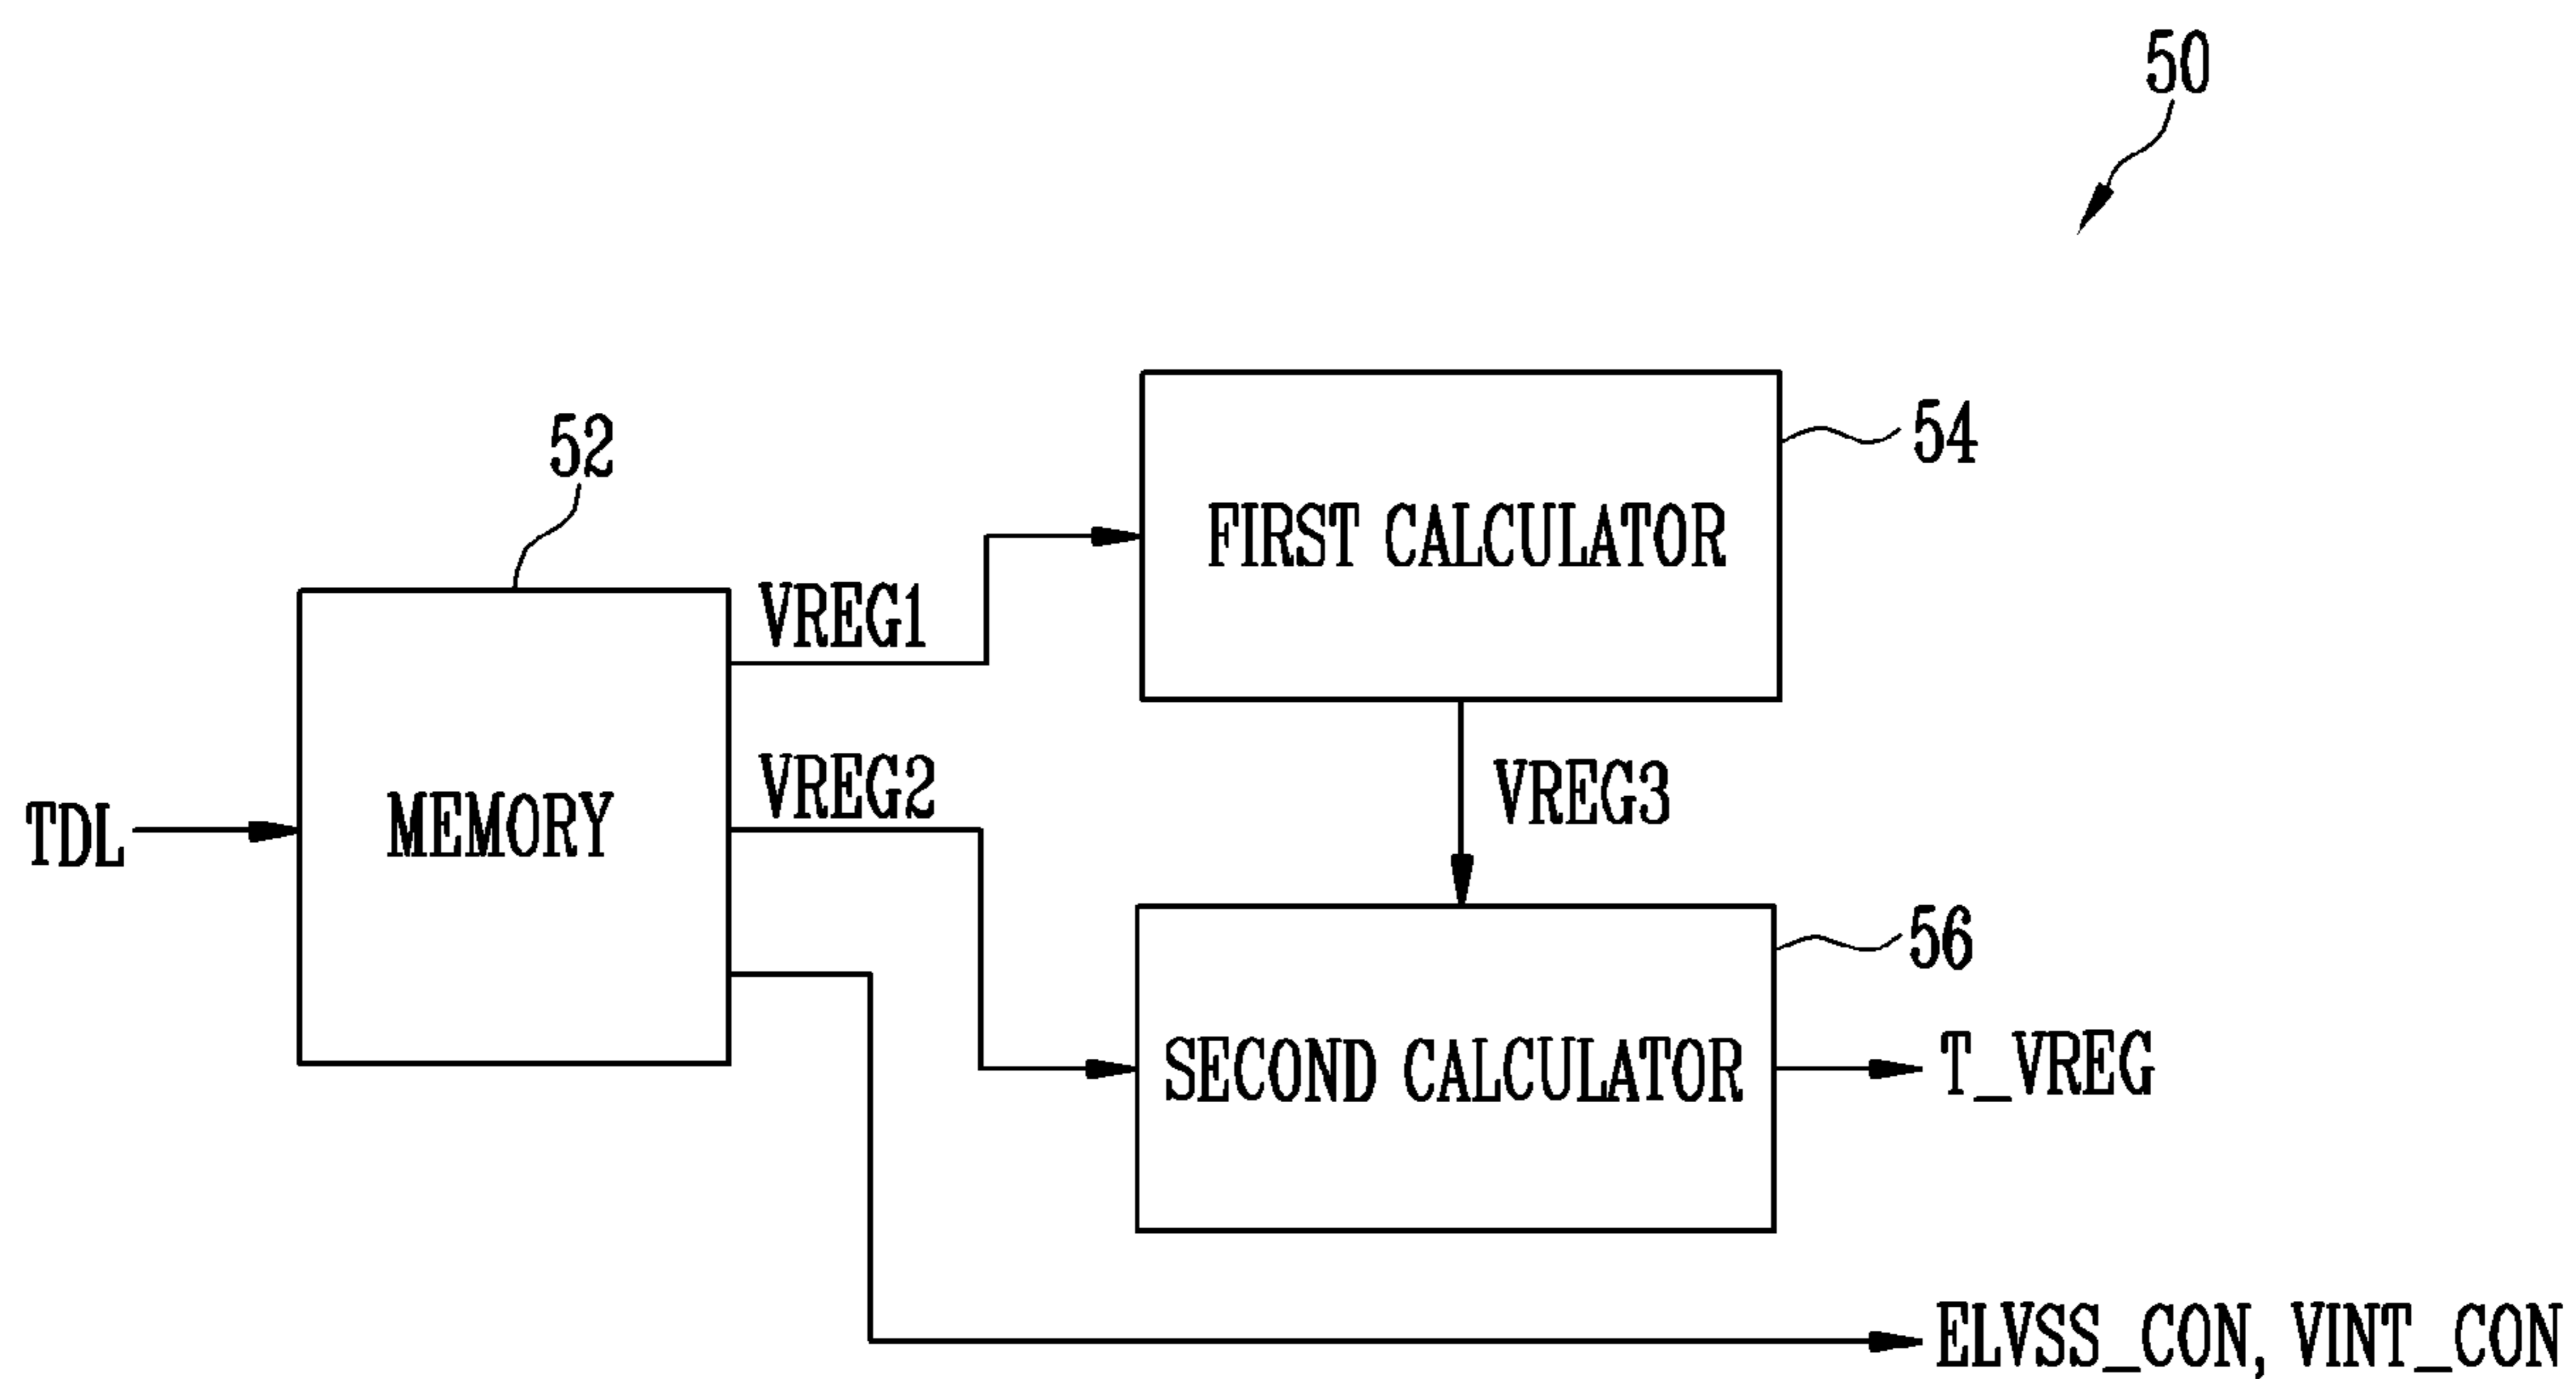 50
52
54
FIRST CALCULATOR
VREG1
VREG2
VREG3
TDL
MEMORY
56
SECOND CALCULATOR
T_VREG
ELVSS_CON, VINT_CON